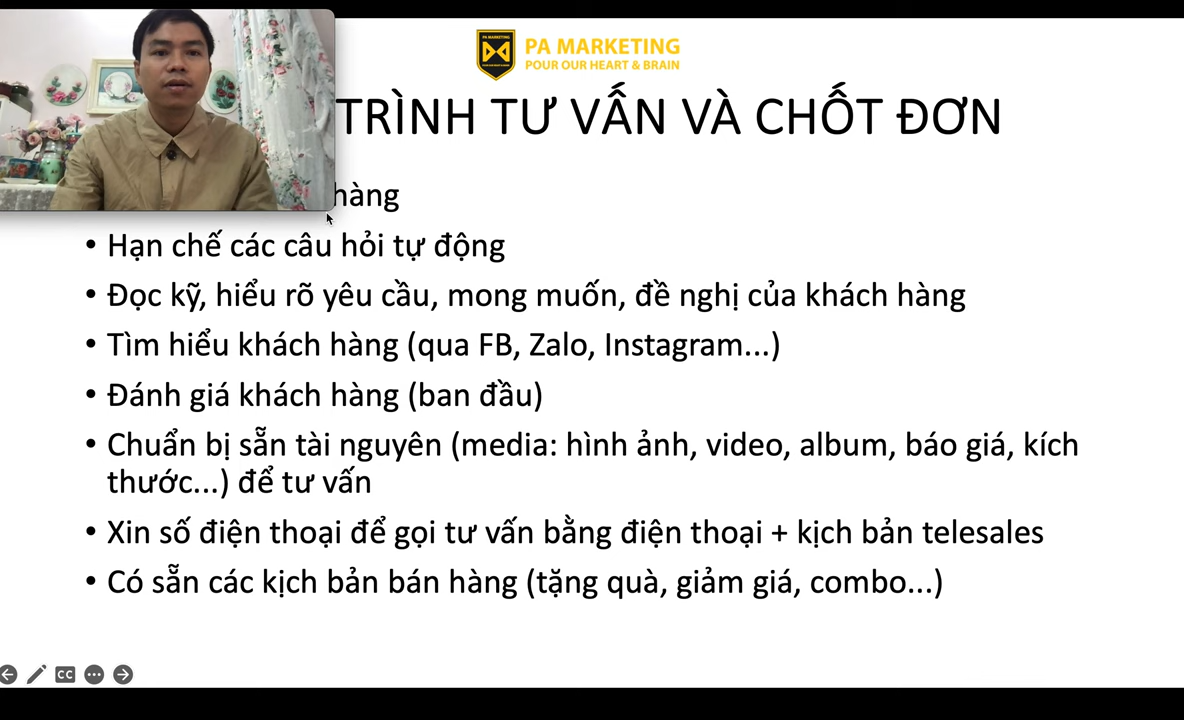 PA MARKETING
POUR OUR HEART & BRAIN
TRÌNH TƯ VẤN VÀ CHỐT ĐƠN
hàng
• Hạn chế các câu hỏi tự động
• Đọc kỹ, hiểu rõ yêu cầu, mong muốn, đề nghị của khách hàng
• Tìm hiểu khách hàng (qua FB, Zalo, Instagram...)
• Đánh giá khách hàng (ban đầu)
• Chuẩn bị sẵn tài nguyên (media: hình ảnh, video, album, báo giá, kích
thước...) để tư vấn
• Xin số điện thoại để gọi tư vấn bằng điện thoại + kịch bản telesales
• Có sẵn các kịch bản bán hàng (tặng quà, giảm giá, combo...)
CC